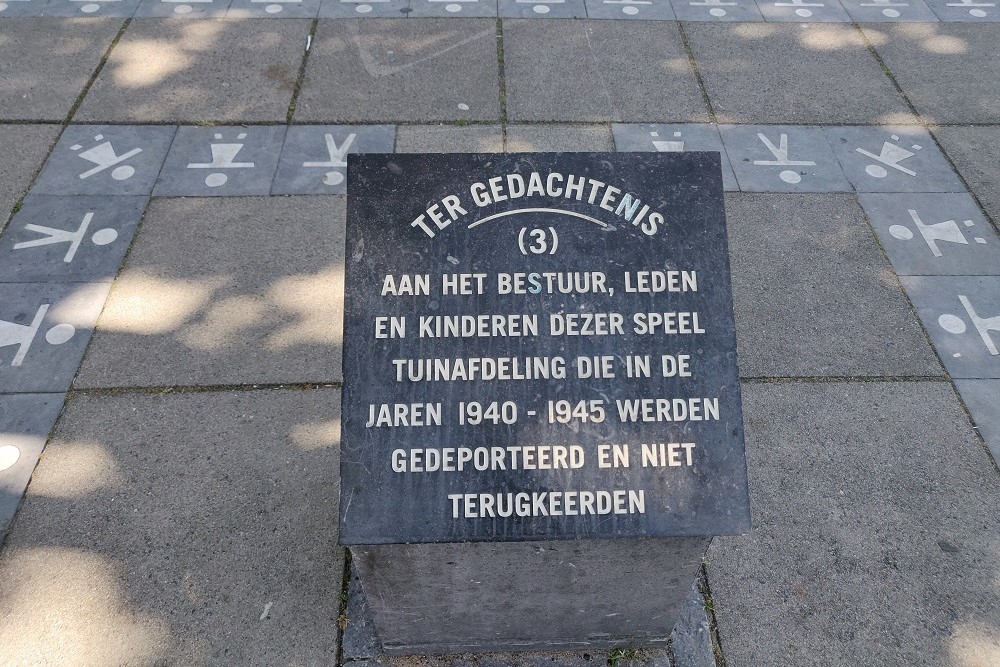 TER GEDACHTENIS
(3)
AAN HET BESTUUR, LEDEN
EN KINDEREN DEZER SPEEL
TUINAFDELING DIE IN DE
JAREN 1940 - 1945 WERDEN
GEDEPORTEERD EN NIET
TERUGKEERDEN